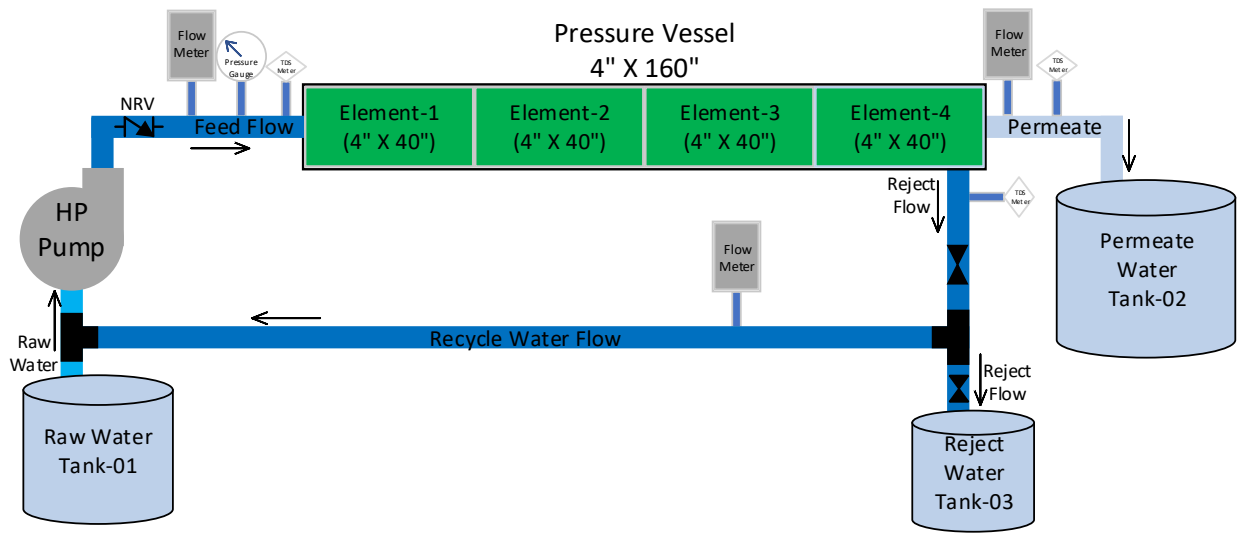 Pressure Vessel
4" X 160"
Flow
Meter
Pressure
Gauge
TDS
Meter
Flow
Meter
TDS
Meter
NRV
Feed Flow
Element-1
(4" X 40")
Element-2
(4" X 40")
Element-3
(4" X 40")
Element-4
(4" X 40")
Permeate
HP
Pump
Reject
Flow
TDS
Meter
Flow
Meter
Permeate
Water
Tank-02
Raw
Water
Recycle Water Flow
Reject
Flow
Raw Water
Tank-01
Reject
Water
Tank-03